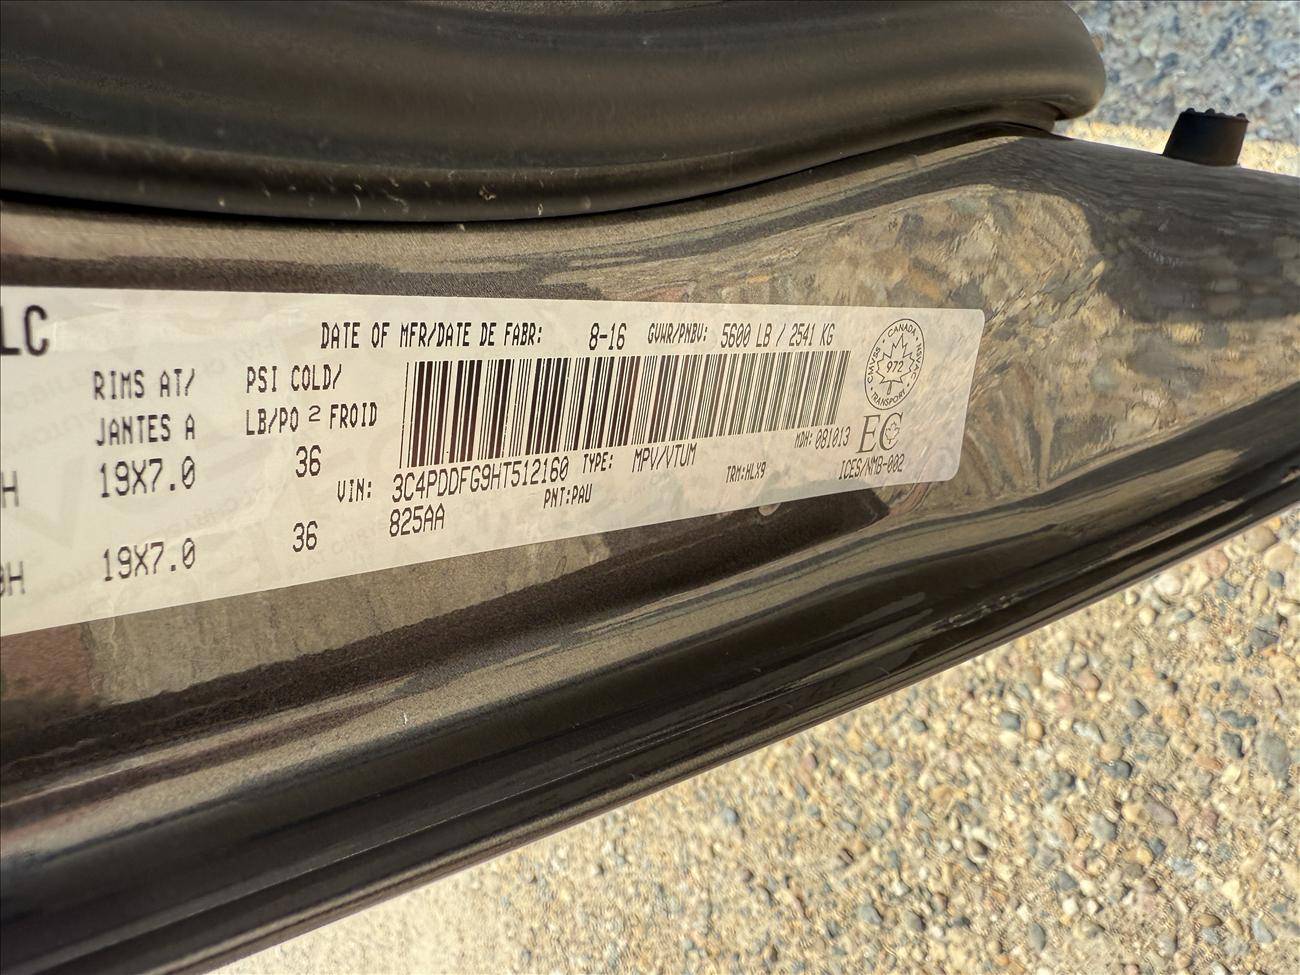 LC
DATE OF MFR/DATE DE FABR: 8-16 GVWR/PNBV: 5600 LB / 2541 KG
RIMS AT/
JANTES A
PSI COLD/
LB/PO 2 FROID
H 19X7.0 36
H 19X7.0 36
VIN: 3C4PDDFG9HT512160 TYPE: MPV/VTUM MDH: 081013
825AA PNT:PAU TRM:HLX9 ICES/NMB-002
CANADA
NSVAC
TRANSPORT
CMVSS
972
EC